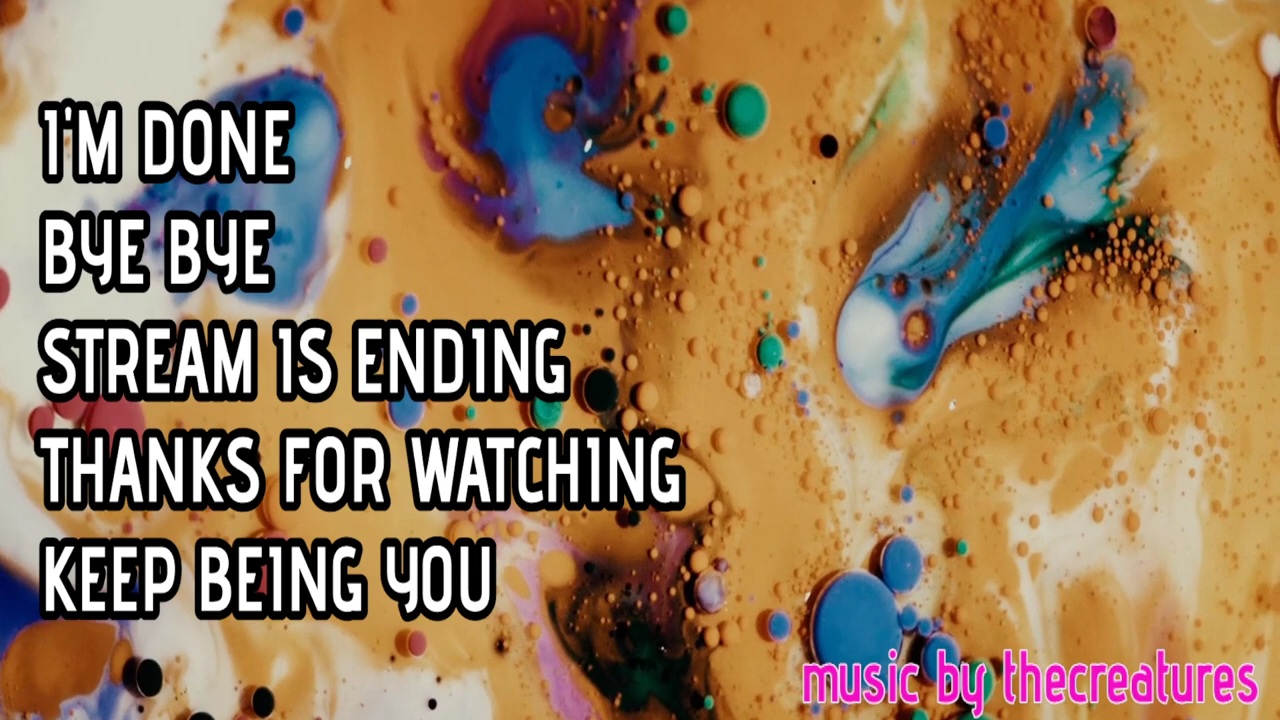 I'M DONE
BYE BYE
STREAM IS ENDING
THANKS FOR WATCHING
KEEP BEING YOU
music by thecreatures